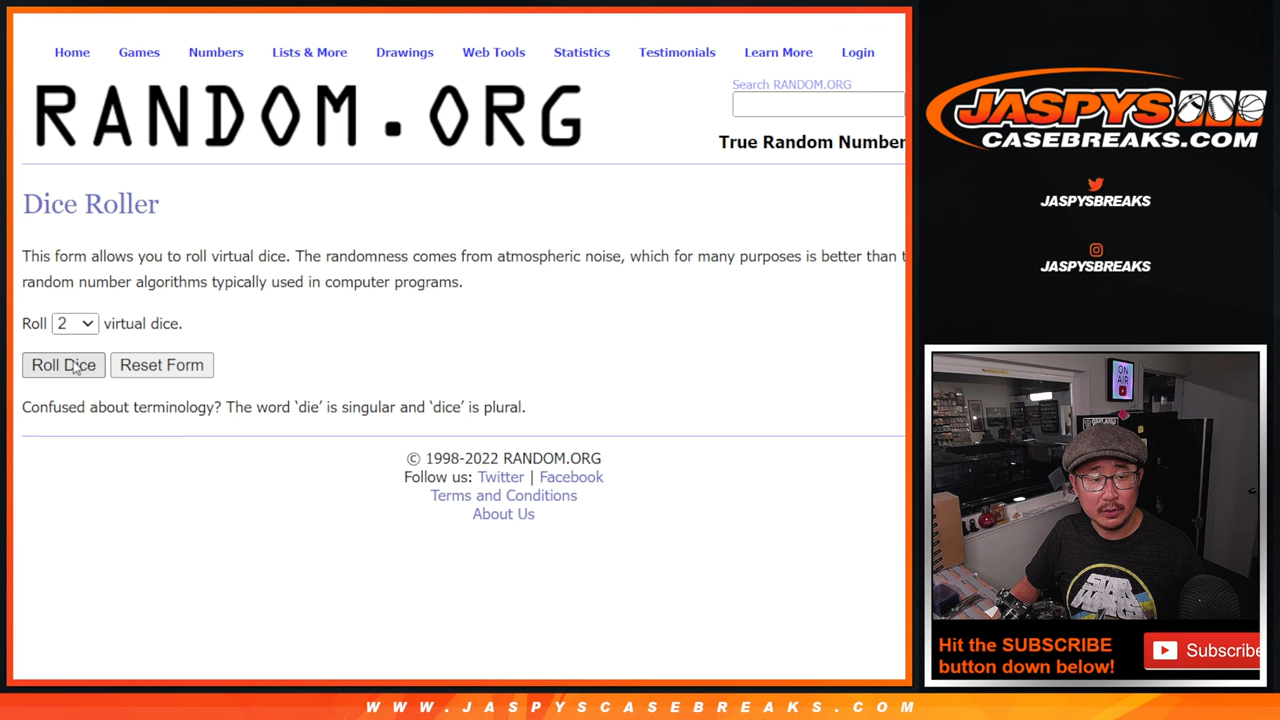 Home Games Numbers Lists & More Drawings Web Tools Statistics Testimonials Learn More Login
RANDOM.ORG
Search RANDOM.ORG
True Random Number
Dice Roller
This form allows you to roll virtual dice. The randomness comes from atmospheric noise, which for many purposes is better than t
random number algorithms typically used in computer programs.
Roll 2 virtual dice.
Roll Dice Reset Form
Confused about terminology? The word ‘die’ is singular and ‘dice’ is plural.
© 1998-2022 RANDOM.ORG
Follow us: Twitter | Facebook
Terms and Conditions
About Us
JASPYS
CASEBREAKS.COM
JASPYSBREAKS
JASPYSBREAKS
ON
AIR
STAR
WARS
Hit the SUBSCRIBE
button down below!
Subscribe
WWW.JASPYSCASEBREAKS.COM